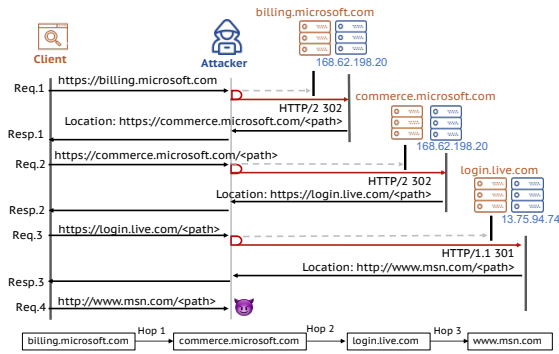 billing.microsoft.com
Client
Attacker
168.62.198.20
Req.1
https://billing.microsoft.com
HTTP/2 302
commerce.microsoft.com
Location: https://commerce.microsoft.com/<path>
Resp.1
168.62.198.20
Req.2
https://commerce.microsoft.com/<path>
HTTP/2 302
login.live.com
Location: https://login.live.com/<path>
Resp.2
13.75.94.74
Req.3
https://login.live.com/<path>
HTTP/1.1 301
Location: http://www.msn.com/<path>
Resp.3
Req.4
http://www.msn.com/<path>
billing.microsoft.com
Hop 1
commerce.microsoft.com
Hop 2
login.live.com
Hop 3
www.msn.com